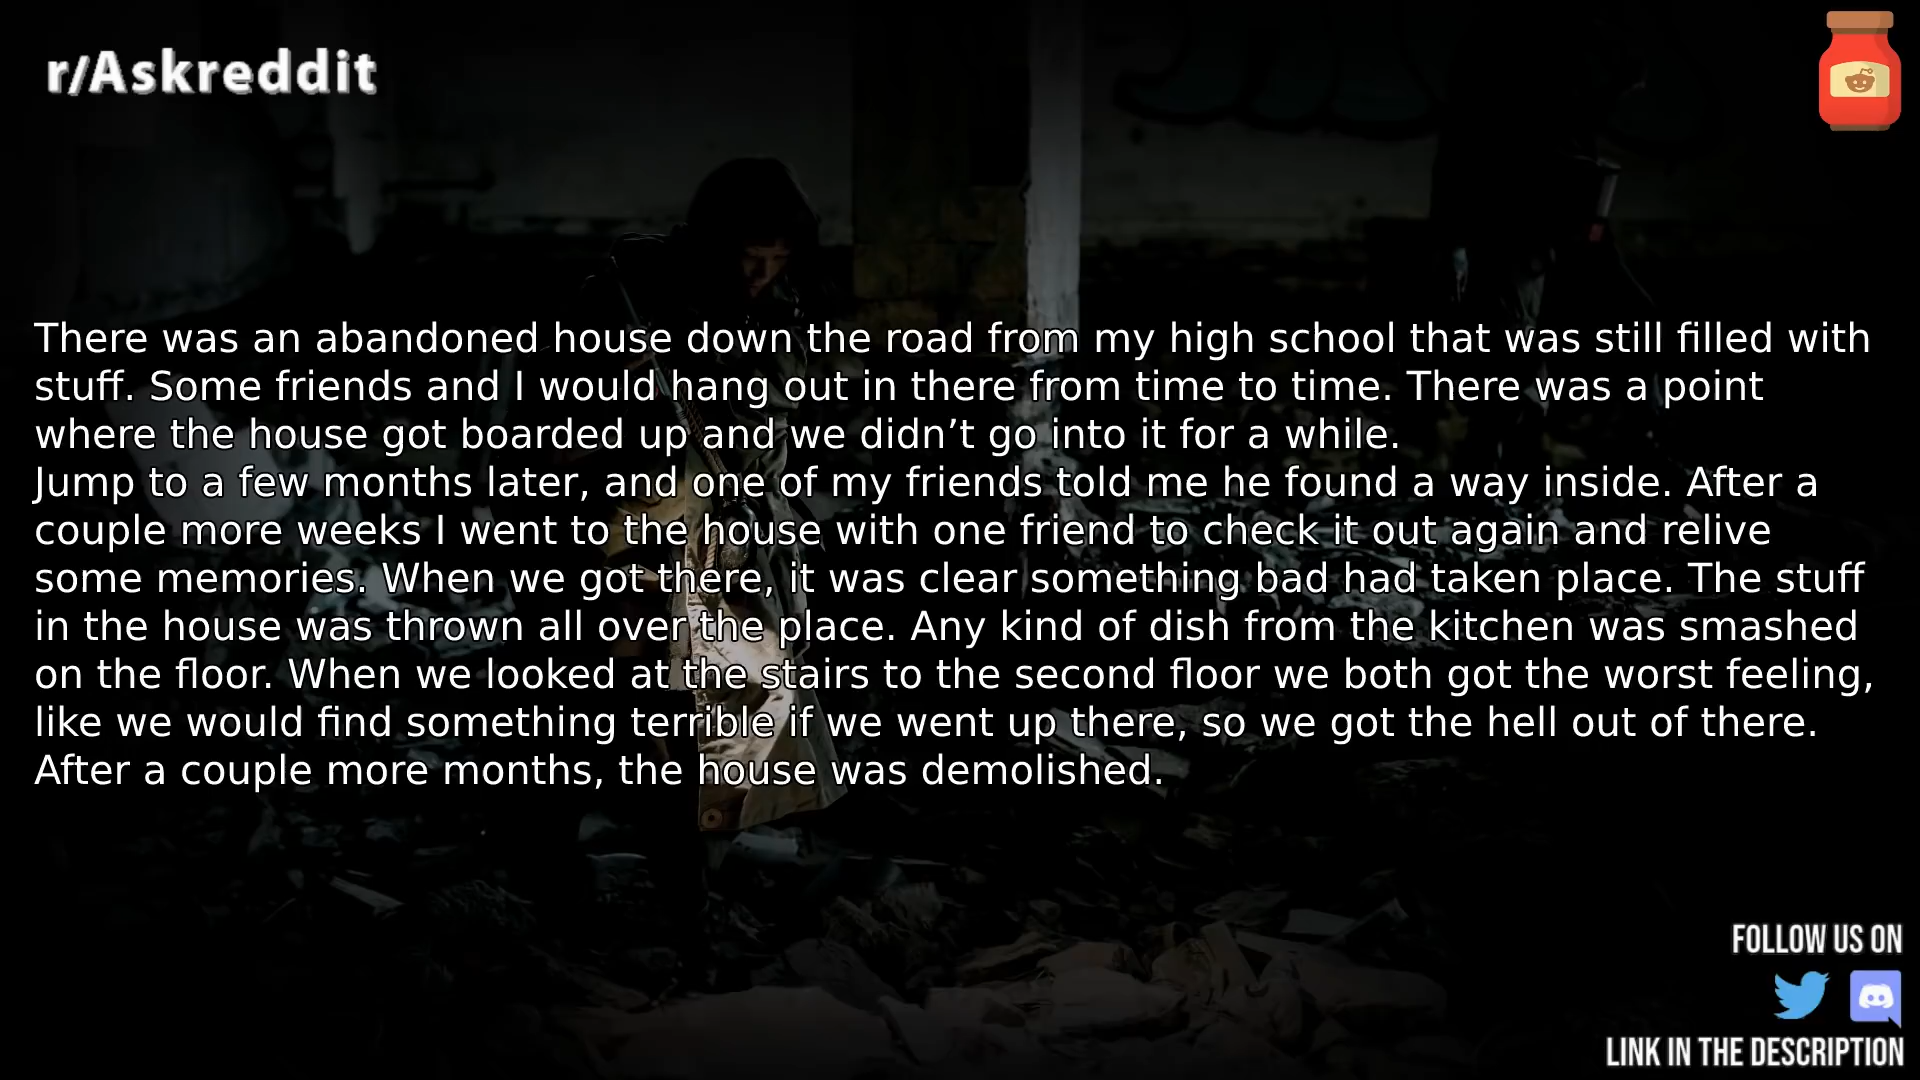 r/Askreddit
There was an abandoned house down the road from my high school that was still filled with
stuff. Some friends and I would hang out in there from time to time. There was a point
where the house got boarded up and we didn’t go into it for a while.
Jump to a few months later, and one of my friends told me he found a way inside. After a
couple more weeks I went to the house with one friend to check it out again and relive
some memories. When we got there, it was clear something bad had taken place. The stuff
in the house was thrown all over the place. Any kind of dish from the kitchen was smashed
on the floor. When we looked at the stairs to the second floor we both got the worst feeling,
like we would find something terrible if we went up there, so we got the hell out of there.
After a couple more months, the house was demolished.
FOLLOW US ON
LINK IN THE DESCRIPTION